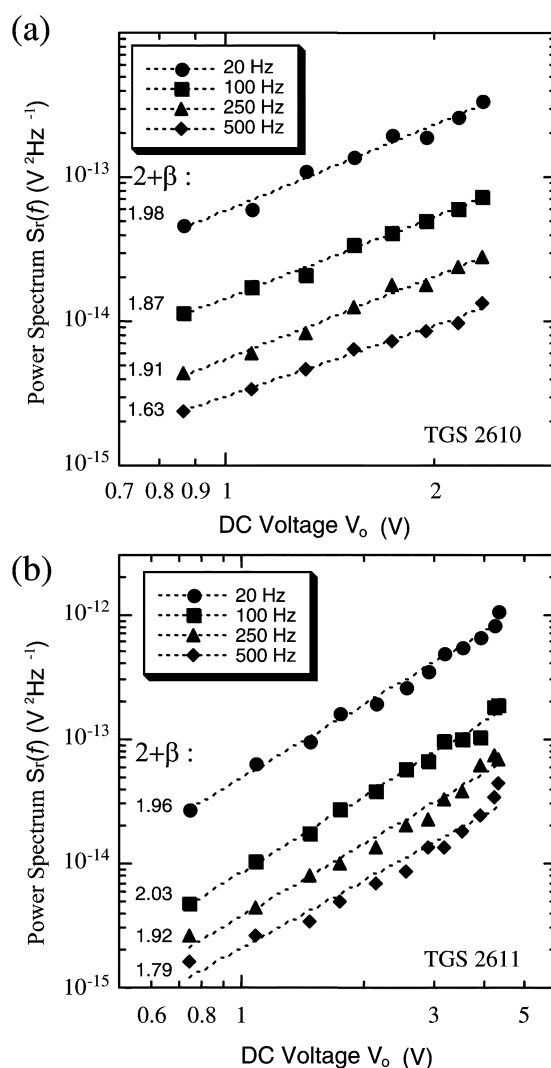 (a)
20 Hz
100 Hz
250 Hz
500 Hz
2+β :
1.98
1.87
1.91
1.63
10-13
10-14
10-15
Power Spectrum Sr(f) (V 2Hz -1)
TGS 2610
0.7 0.8 0.9 1 2
DC Voltage Vo (V)
(b)
20 Hz
100 Hz
250 Hz
500 Hz
2+β :
1.96
2.03
1.92
1.79
10-12
10-13
10-14
10-15
Power Spectrum Sr(f) (V 2Hz -1)
TGS 2611
0.6 0.8 1 3 5
DC Voltage Vo (V)